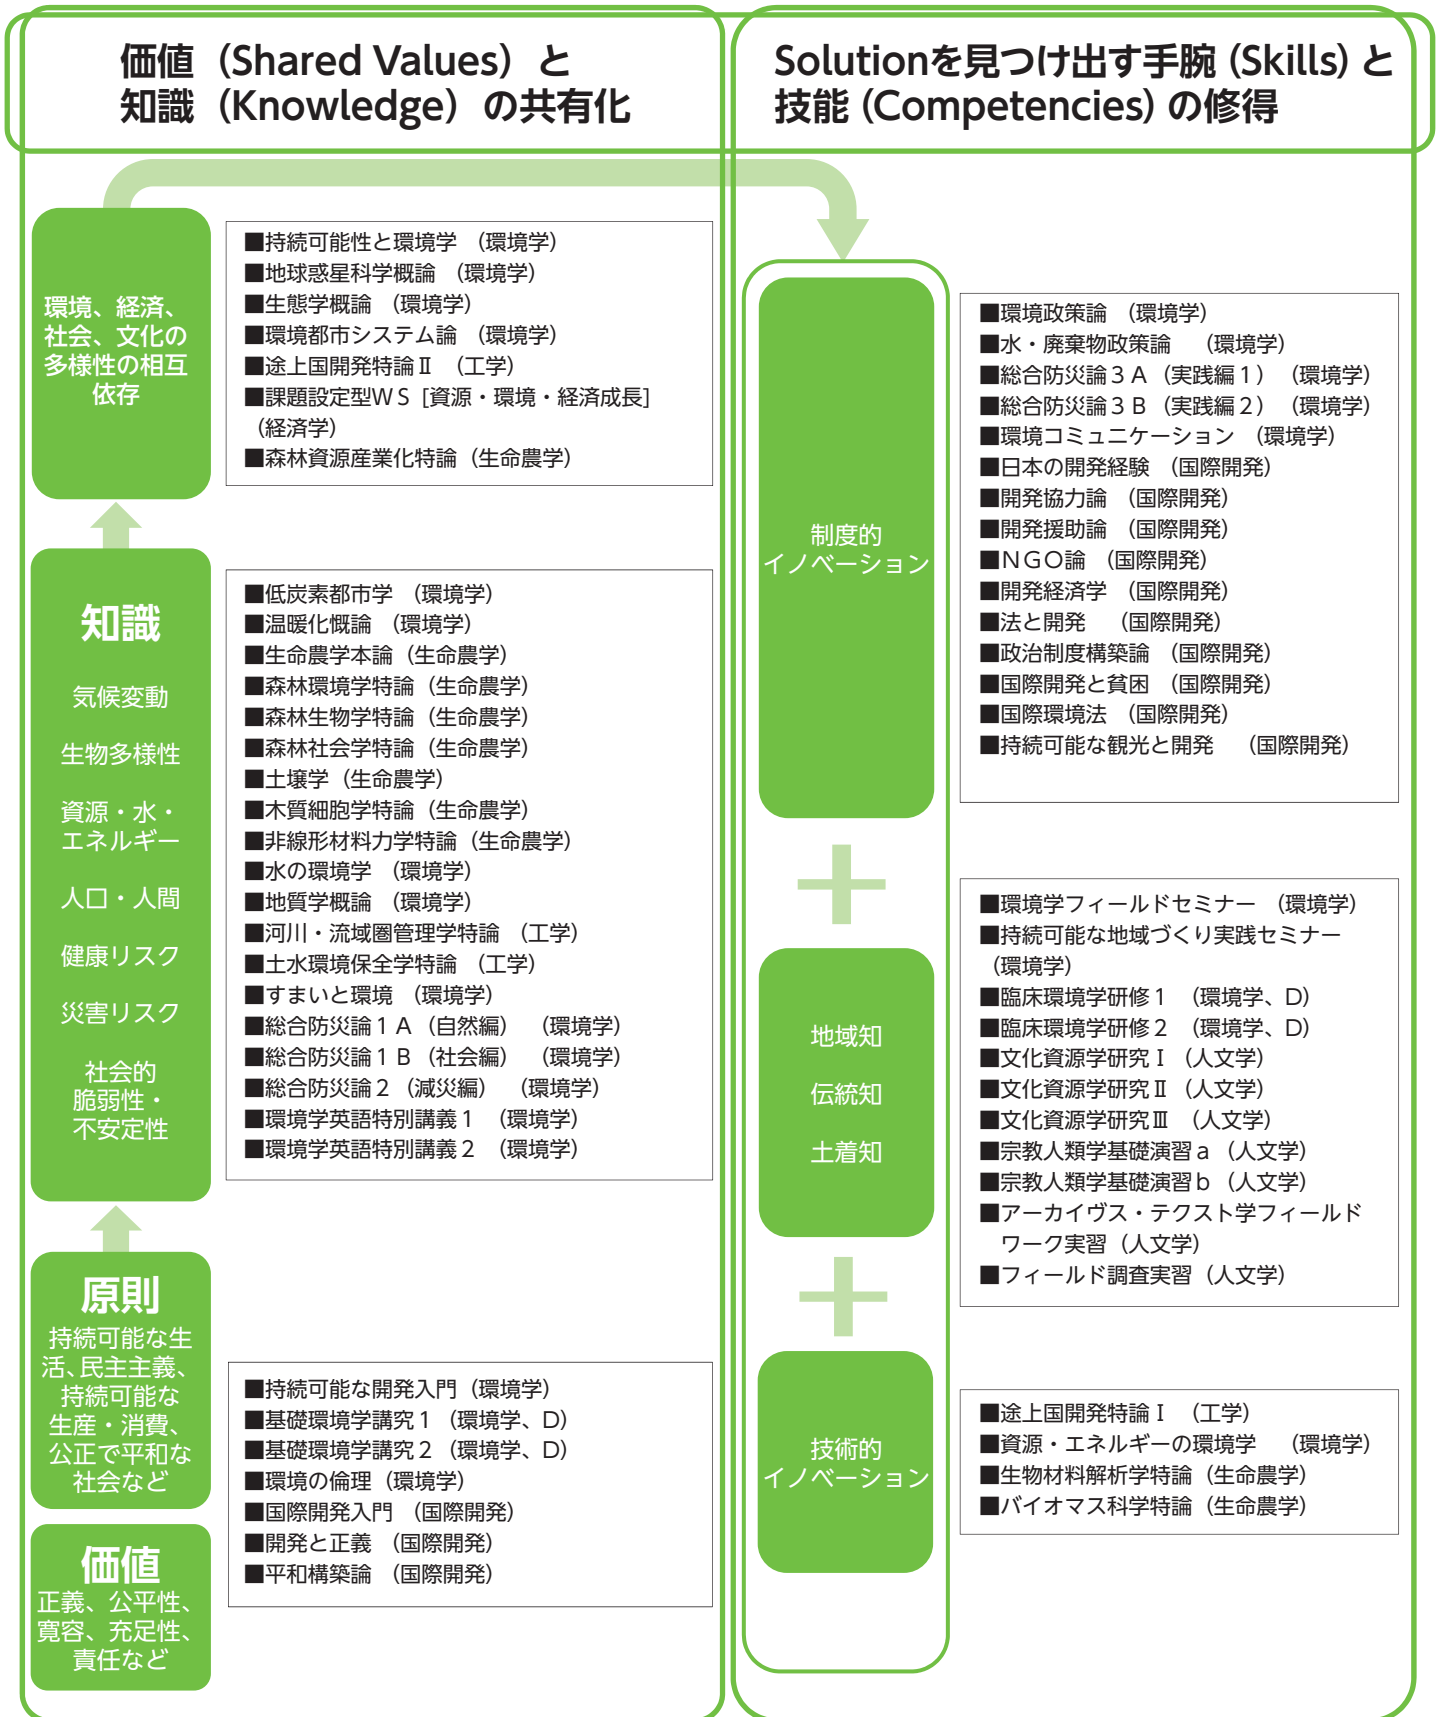 価値（Shared Values）と
知識（Knowledge）の共有化
環境、経済、
社会、文化の
多様性の相互
依存
■持続可能性と環境学　（環境学）
■地球惑星科学概論　（環境学）
■生態学概論　（環境学）
■環境都市システム論　（環境学）
■途上国開発特論Ⅱ　（工学）
■課題設定型ＷＳ［資源・環境・経済成長］
（経済学）
■森林資源産業化特論（生命農学）
知識
気候変動
生物多様性
資源・水・
エネルギー
人口・人間
健康リスク
災害リスク
社会的
脆弱性・
不安定性
■低炭素都市学　（環境学）
■温暖化慨論　（環境学）
■生命農学本論（生命農学）
■森林環境学特論（生命農学）
■森林生物学特論（生命農学）
■森林社会学特論（生命農学）
■土壌学（生命農学）
■木質細胞学特論（生命農学）
■非線形材料力学特論（生命農学）
■水の環境学　（環境学）
■地質学概論　（環境学）
■河川・流域圏管理学特論　（工学）
■土水環境保全学特論　（工学）
■すまいと環境　（環境学）
■総合防災論１Ａ（自然編）　（環境学）
■総合防災論１Ｂ（社会編）　（環境学）
■総合防災論２（減災編）　（環境学）
■環境学英語特別講義１　（環境学）
■環境学英語特別講義２　（環境学）
原則
持続可能な生
活、民主主義、
持続可能な
生産・消費、
公正で平和な
社会など
価値
正義、公平性、
寛容、充足性、
責任など
■持続可能な開発入門（環境学）
■基礎環境学講究１（環境学、Ｄ）
■基礎環境学講究２（環境学、Ｄ）
■環境の倫理（環境学）
■国際開発入門　（国際開発）
■開発と正義　（国際開発）
■平和構築論　（国際開発）
Solutionを見つけ出す手腕（Skills）と
技能（Competencies）の修得
制度的
イノベーション
■環境政策論　（環境学）
■水・廃棄物政策論　（環境学）
■総合防災論３Ａ（実践編１）　（環境学）
■総合防災論３Ｂ（実践編２）　（環境学）
■環境コミュニケーション　（環境学）
■日本の開発経験　（国際開発）
■開発協力論　（国際開発）
■開発援助論　（国際開発）
■ＮＧＯ論　（国際開発）
■開発経済学　（国際開発）
■法と開発　（国際開発）
■政治制度構築論　（国際開発）
■国際開発と貧困　（国際開発）
■国際環境法　（国際開発）
■持続可能な観光と開発　（国際開発）
地域知
伝統知
土着知
■環境学フィールドセミナー　（環境学）
■持続可能な地域づくり実践セミナー
（環境学）
■臨床環境学研修１　（環境学、Ｄ）
■臨床環境学研修２　（環境学、Ｄ）
■文化資源学研究Ⅰ（人文学）
■文化資源学研究Ⅱ（人文学）
■文化資源学研究Ⅲ（人文学）
■宗教人類学基礎演習ａ（人文学）
■宗教人類学基礎演習ｂ（人文学）
■アーカイヴス・テクスト学フィールド
ワーク実習（人文学）
■フィールド調査実習（人文学）
技術的
イノベーション
■途上国開発特論Ⅰ　（工学）
■資源・エネルギーの環境学　（環境学）
■生物材料解析学特論（生命農学）
■バイオマス科学特論（生命農学）